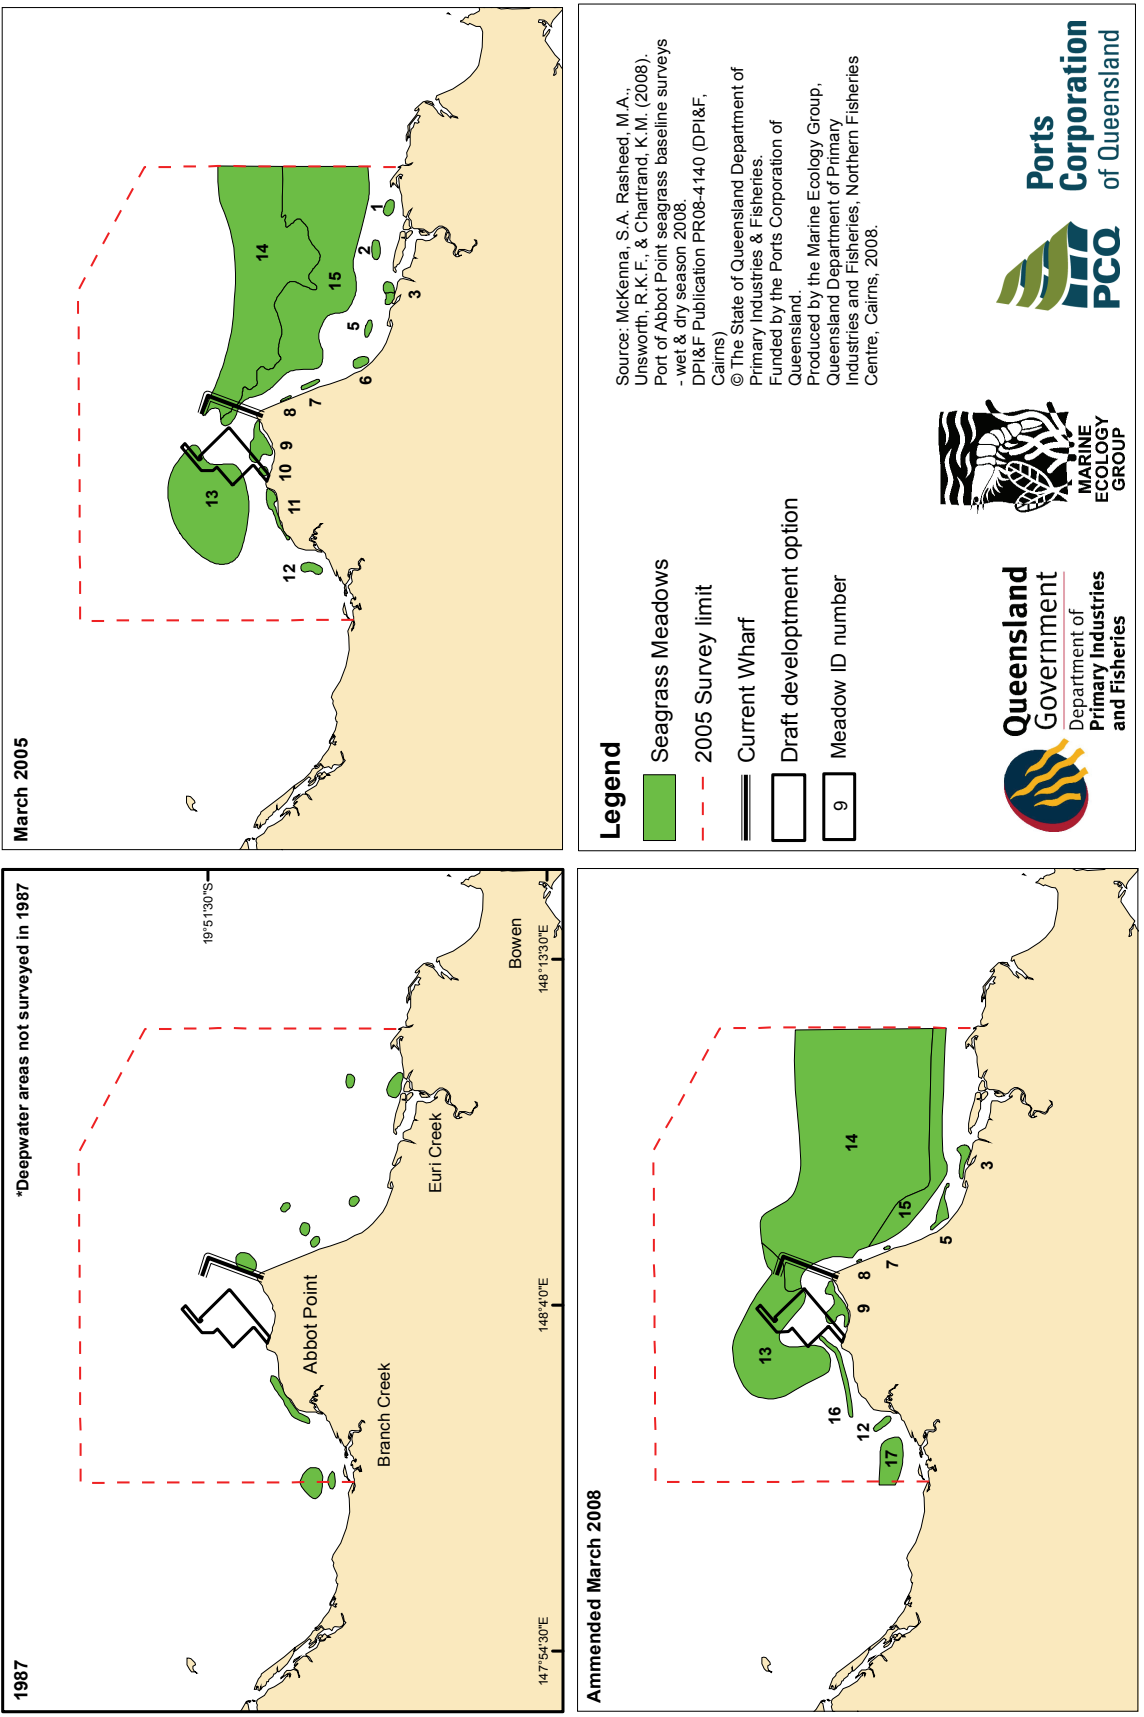 1987
*Deepwater areas not surveyed in 1987
19°51'30"S
Abbot Point
Branch Creek
Euri Creek
Bowen
147°54'30"E
148°4'0"E
148°13'30"E
March 2005
14
15
13
12
11
10
9
8
7
6
5
3
2
1
Ammended March 2008
14
15
13
16
12
17
9
8
7
5
3
Legend
Seagrass Meadows
2005 Survey limit
Current Wharf
Draft developtment option
9
Meadow ID number
Source: McKenna, S.A. Rasheed, M.A.,
Unsworth, R.K.F., & Chartrand, K.M. (2008).
Port of Abbot Point seagrass baseline surveys
- wet & dry season 2008.
DPI&F Publication PR08-4140 (DPI&F,
Cairns)
© The State of Queensland Department of
Primary Industries & Fisheries.
Funded by the Ports Corporation of
Queensland.
Produced by the Marine Ecology Group,
Queensland Department of Primary
Industries and Fisheries, Northern Fisheries
Centre, Cairns, 2008.
Queensland
Government
Department of
Primary Industries
and Fisheries
MARINE
ECOLOGY
GROUP
PCQ
Ports
Corporation
of Queensland